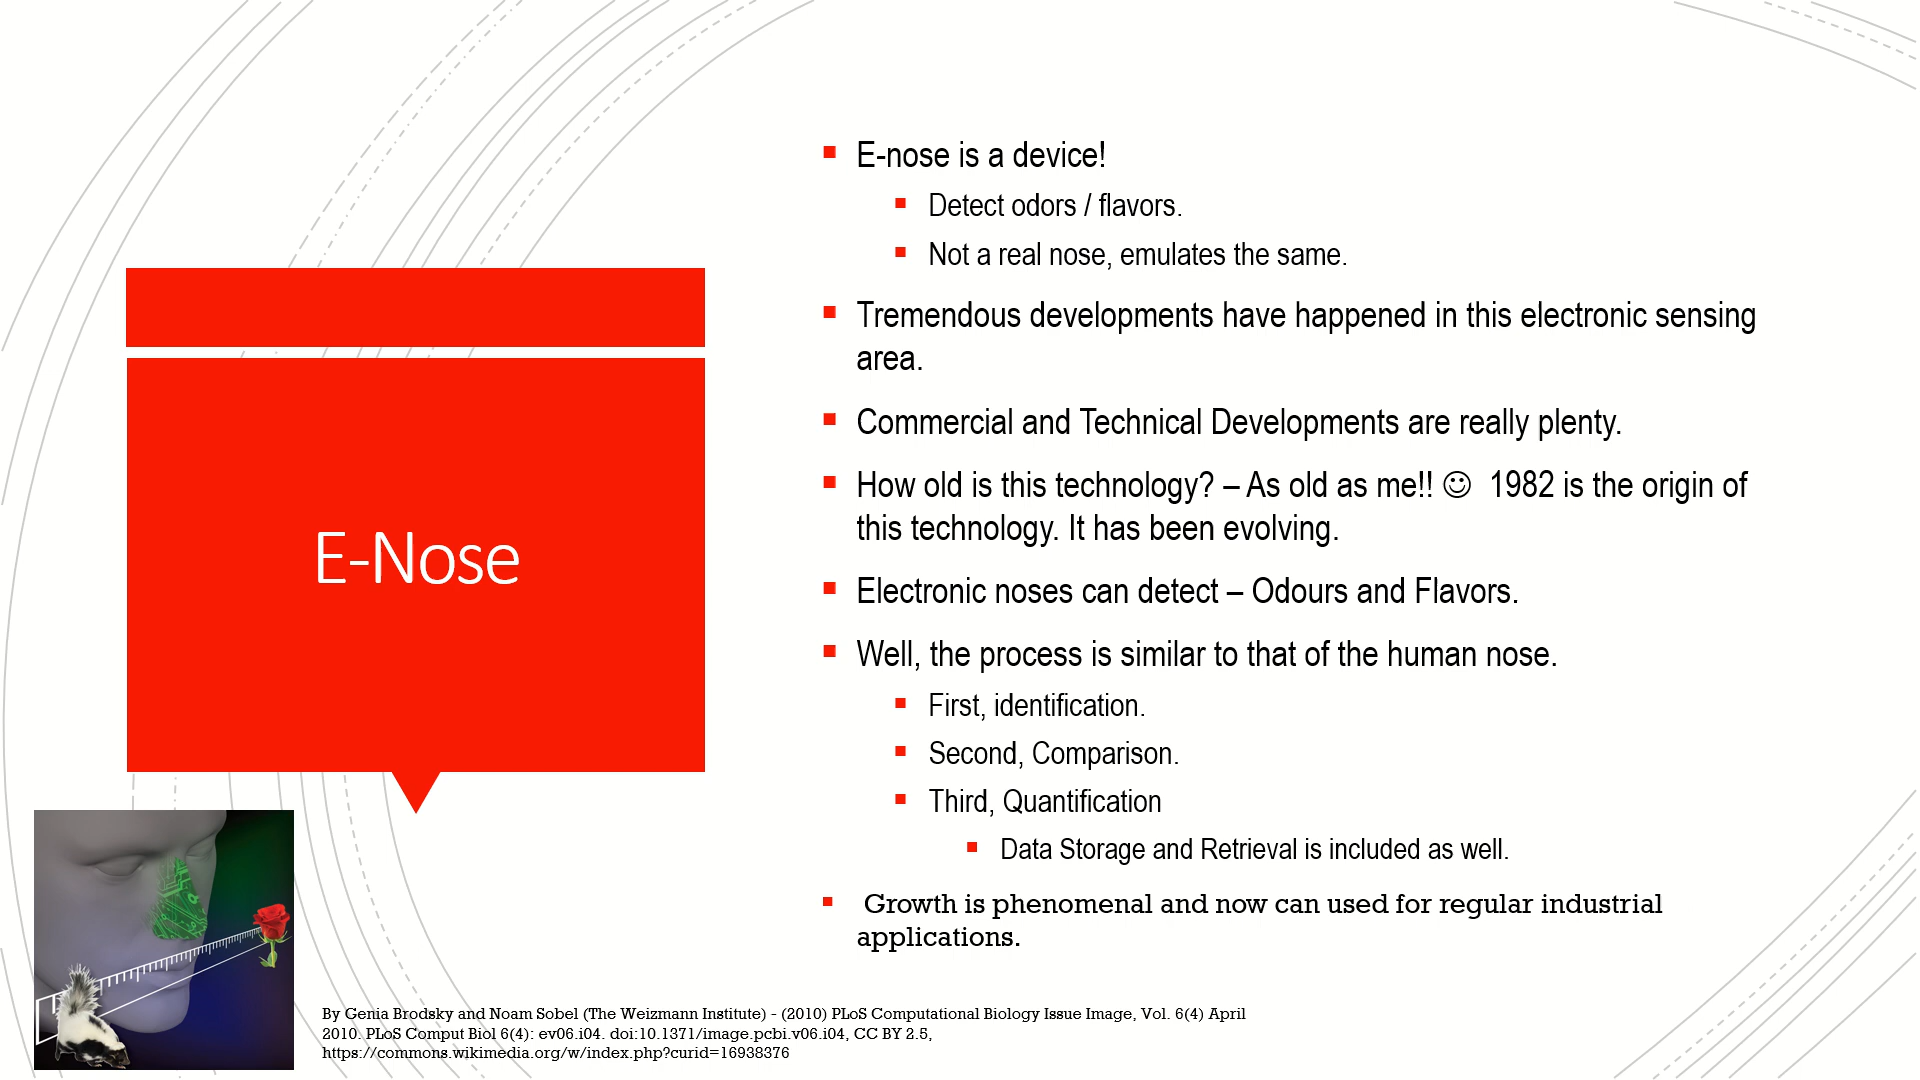 E-Nose
E-nose is a device!
Detect odors / flavors.
Not a real nose, emulates the same.
Tremendous developments have happened in this electronic sensing
area.
Commercial and Technical Developments are really plenty.
How old is this technology? – As old as me!! ☺ 1982 is the origin of
this technology. It has been evolving.
Electronic noses can detect – Odours and Flavors.
Well, the process is similar to that of the human nose.
First, identification.
Second, Comparison.
Third, Quantification
Data Storage and Retrieval is included as well.
Growth is phenomenal and now can used for regular industrial
applications.
By Genia Brodsky and Noam Sobel (The Weizmann Institute) - (2010) PLoS Computational Biology Issue Image, Vol. 6(4) April
2010. PLoS Comput Biol 6(4): ev06.i04. doi:10.1371/image.pcbi.v06.i04, CC BY 2.5,
https://commons.wikimedia.org/w/index.php?curid=16938376